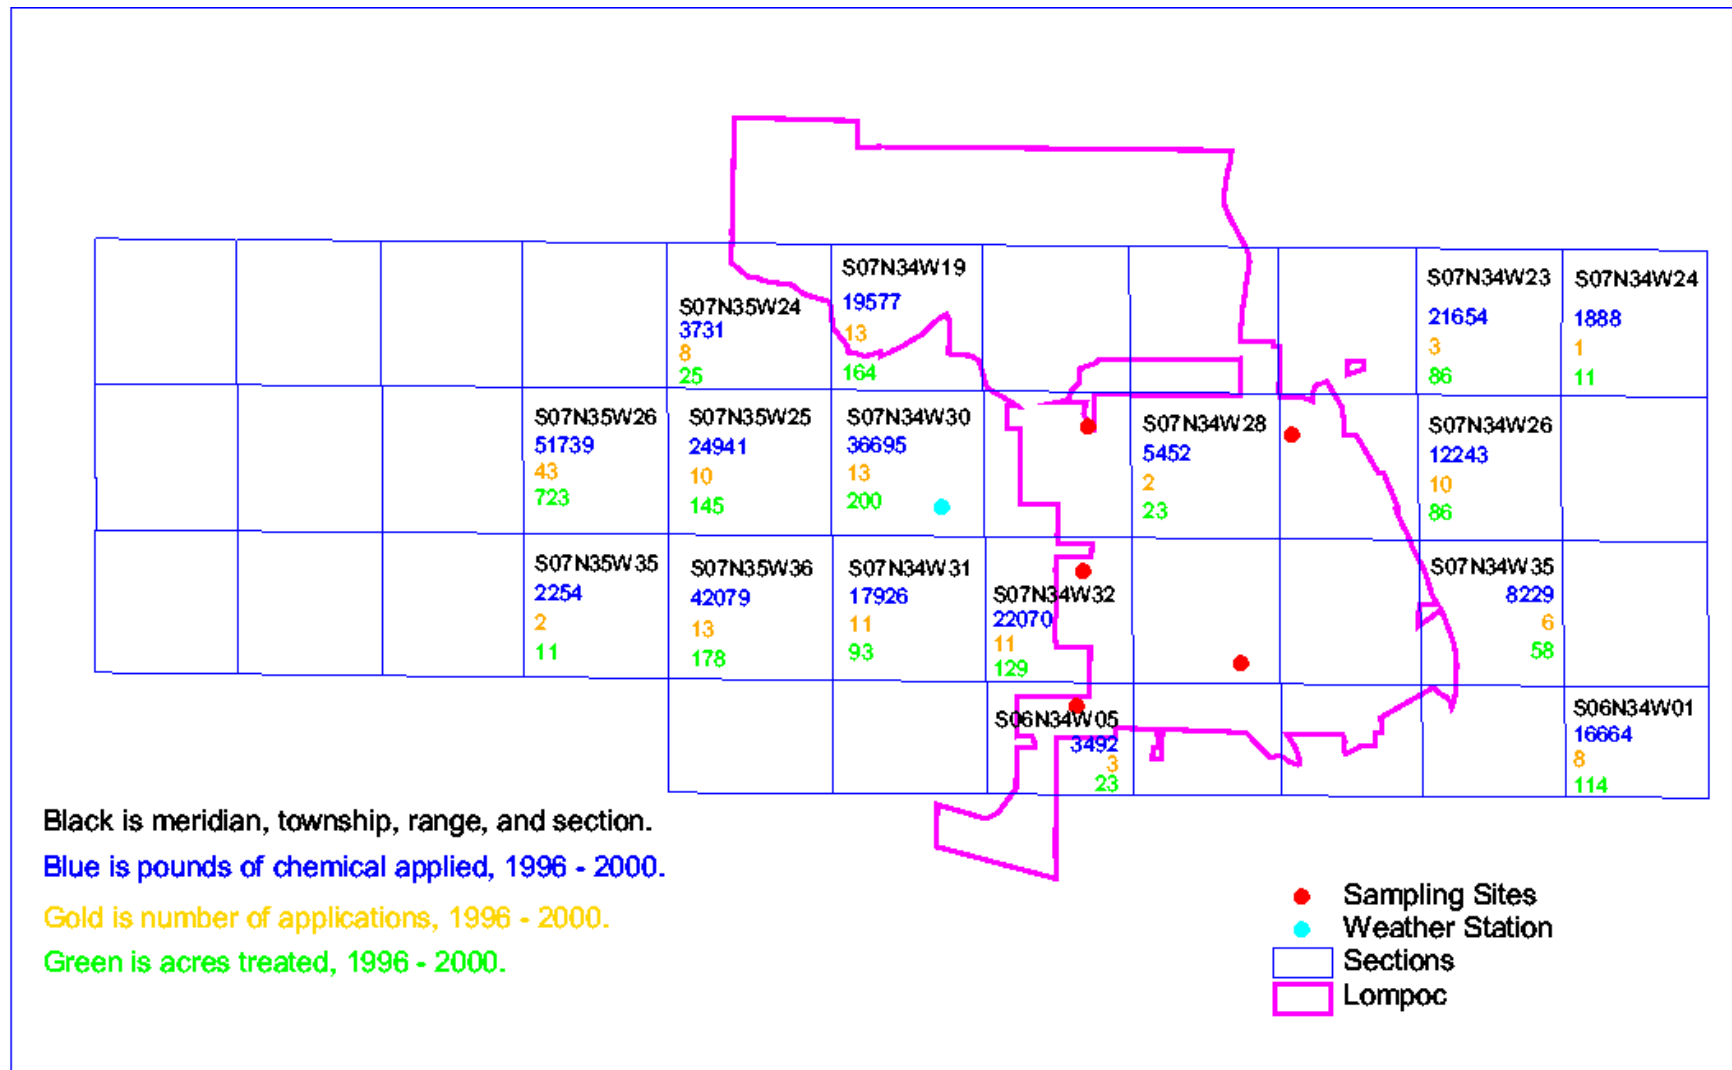 S07N34W19
19577
13
164
S07N35W24
3731
8
25
S07N34W23
21654
3
86
S07N34W24
1888
1
11
S07N35W26
51739
43
723
S07N35W25
24941
10
145
S07N34W30
36695
13
200
S07N34W28
5452
2
23
S07N34W26
12243
10
86
S07N35W35
2254
2
11
S07N35W36
42079
13
178
S07N34W31
17926
11
93
S07N34W32
22070
11
129
S07N34W35
8229
6
58
S06N34W05
3492
3
23
S06N34W01
16664
8
114
Black is meridian, township, range, and section.
Blue is pounds of chemical applied, 1996 - 2000.
Gold is number of applications, 1996 - 2000.
Green is acres treated, 1996 - 2000.
Sampling Sites
Weather Station
Sections
Lompoc